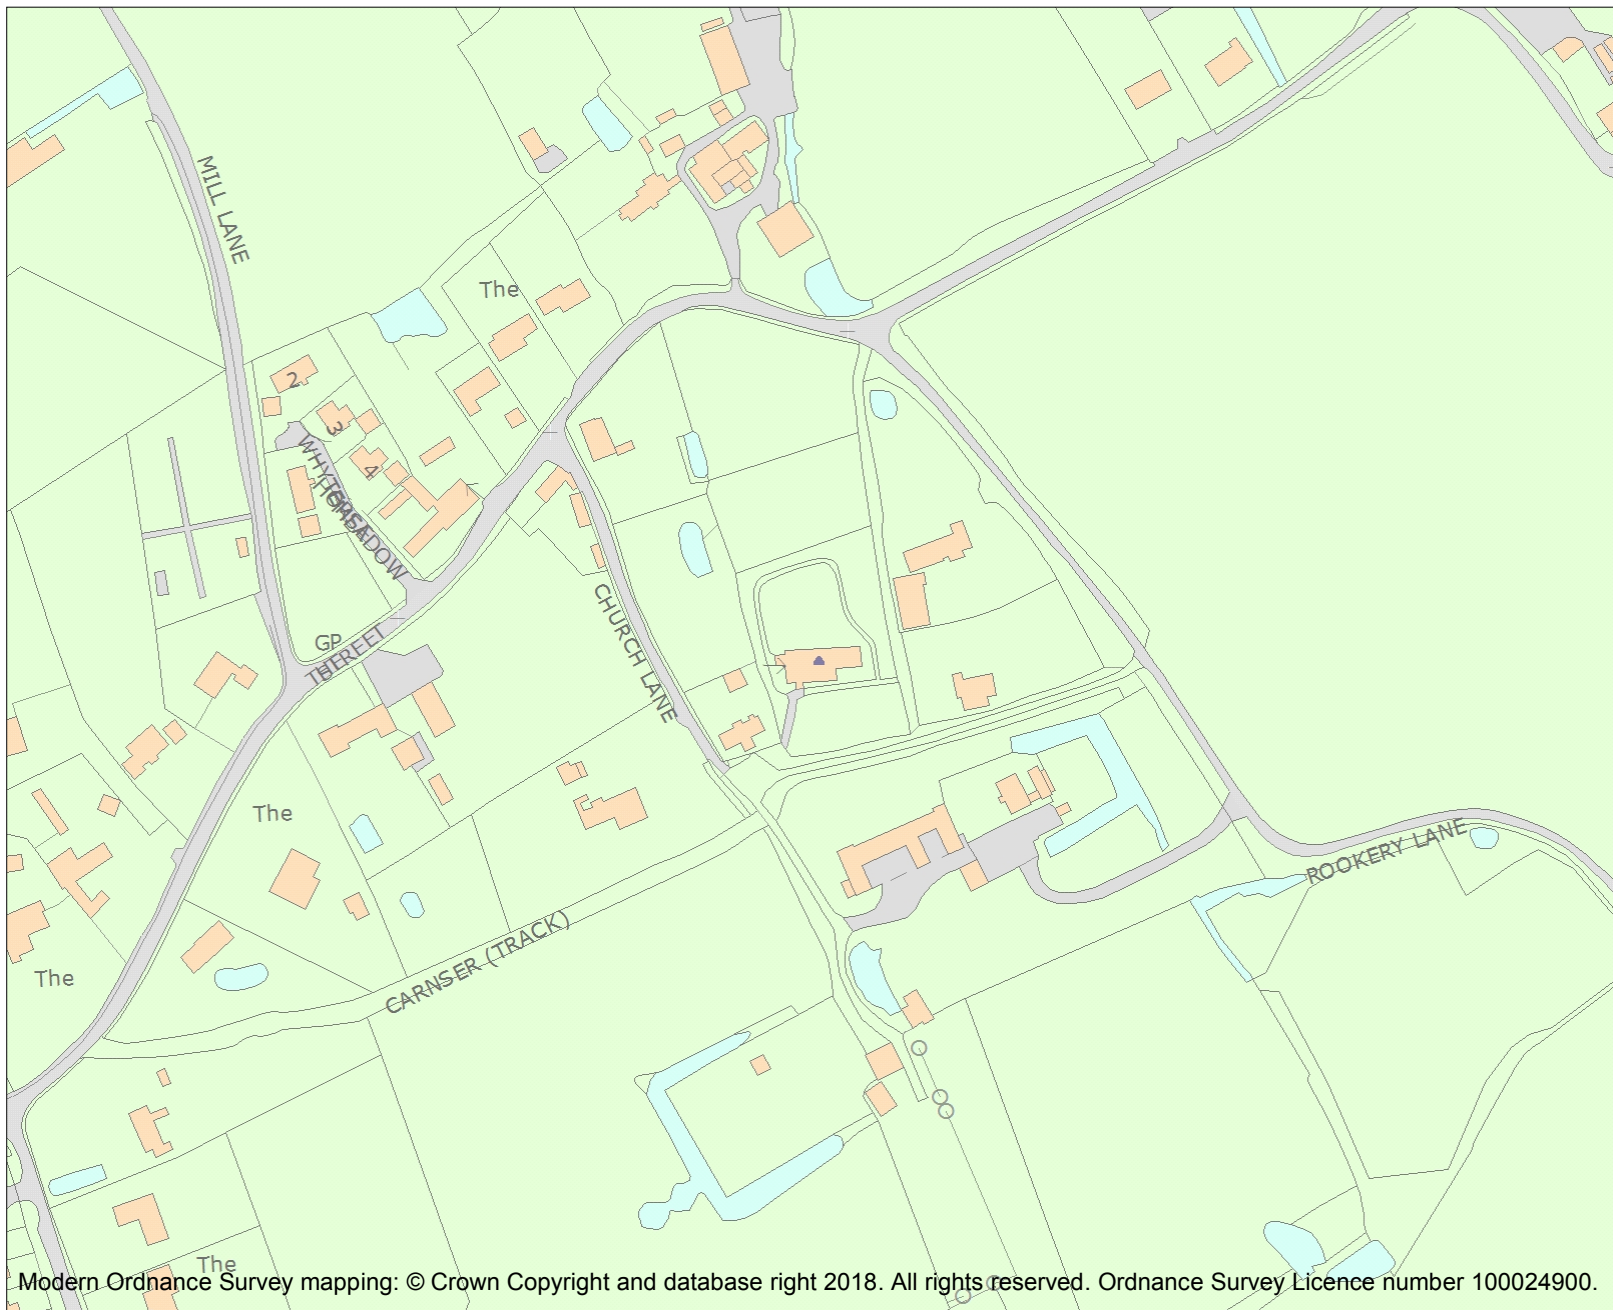 MILL LANE
The
2
3
4
CHURCH LANE
GP
The
ROOKERY LANE
CARNSER (TRACK)
The
The
Modern Ordnance Survey mapping: © Crown Copyright and database right 2018. All rights reserved. Ordnance Survey Licence number 100024900.